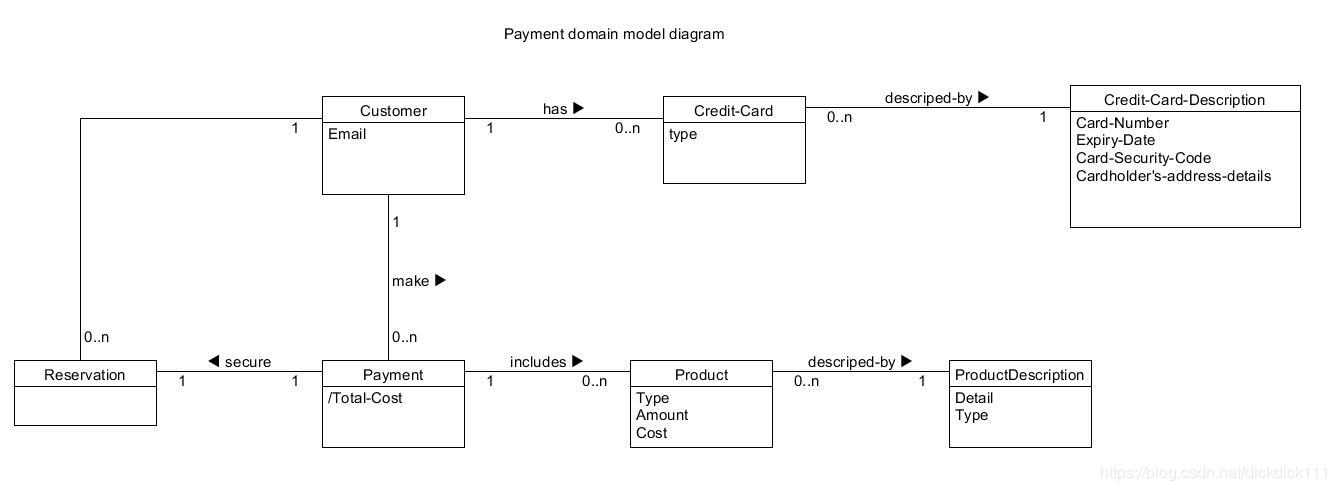 Payment domain model diagram
Customer
Email
1
1
has ▶
0..n
Credit-Card
type
descriped-by ▶
0..n
1
Credit-Card-Description
Card-Number
Expiry-Date
Card-Security-Code
Cardholder's-address-details
1
make ▶
0..n
0..n
Reservation
◀ secure
1
1
Payment
/Total-Cost
includes ▶
1
0..n
Product
Type
Amount
Cost
descriped-by ▶
0..n
1
ProductDescription
Detail
Type
https://blog.csdn.net/dickdick111